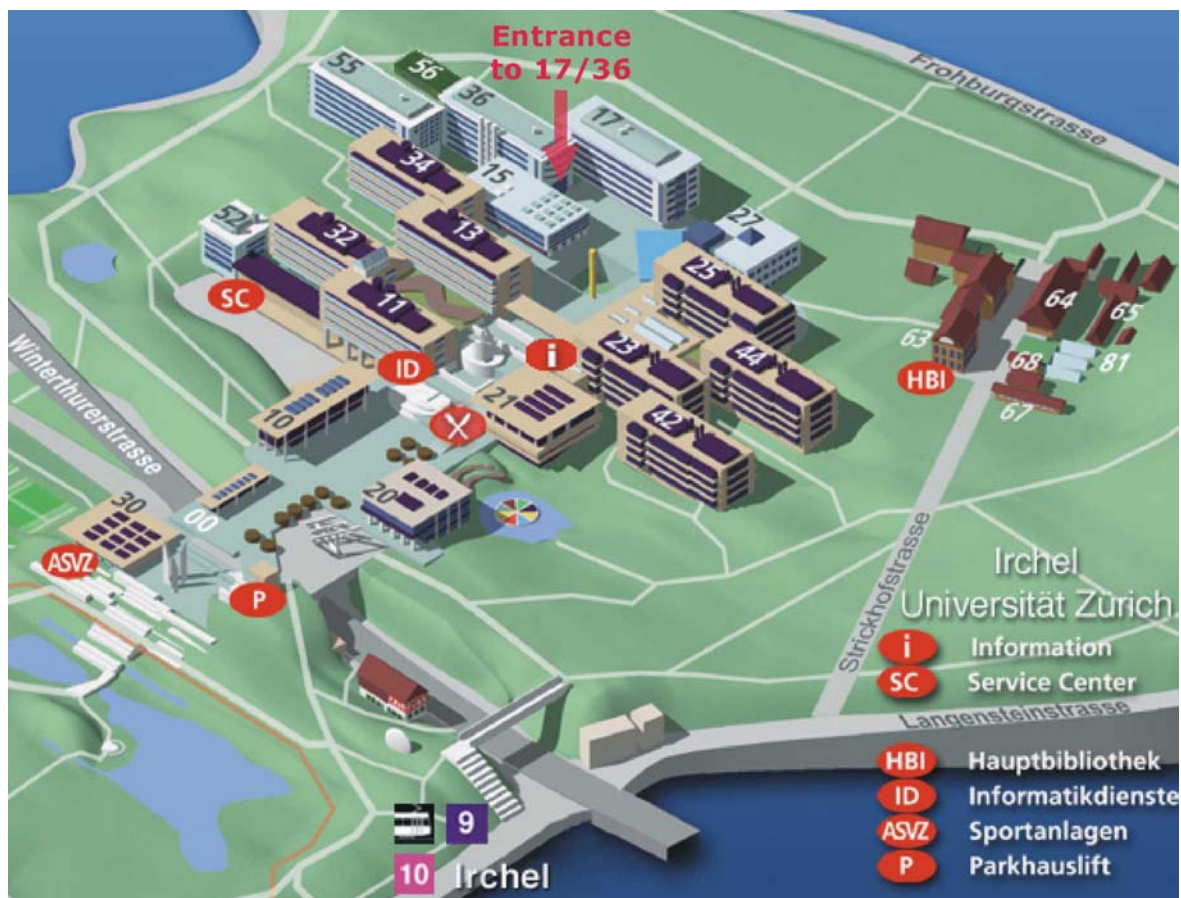 Entrance
to 17/36
Frohburgstrasse
55
56
36
17
34
15
27
52
32
13
25
11
SC
64
65
63
i
23
44
68
81
ID
HBI
21
67
10
42
Winterthurerstrasse
20
30
00
ASVZ
P
Strickhofstrasse
Irchel
Universität Zürich
i Information
SC Service Center
Langensteinstrasse
HBI Hauptbibliothek
ID Informatikdienste
ASVZ Sportanlagen
P Parkhauslift
9
10 Irchel